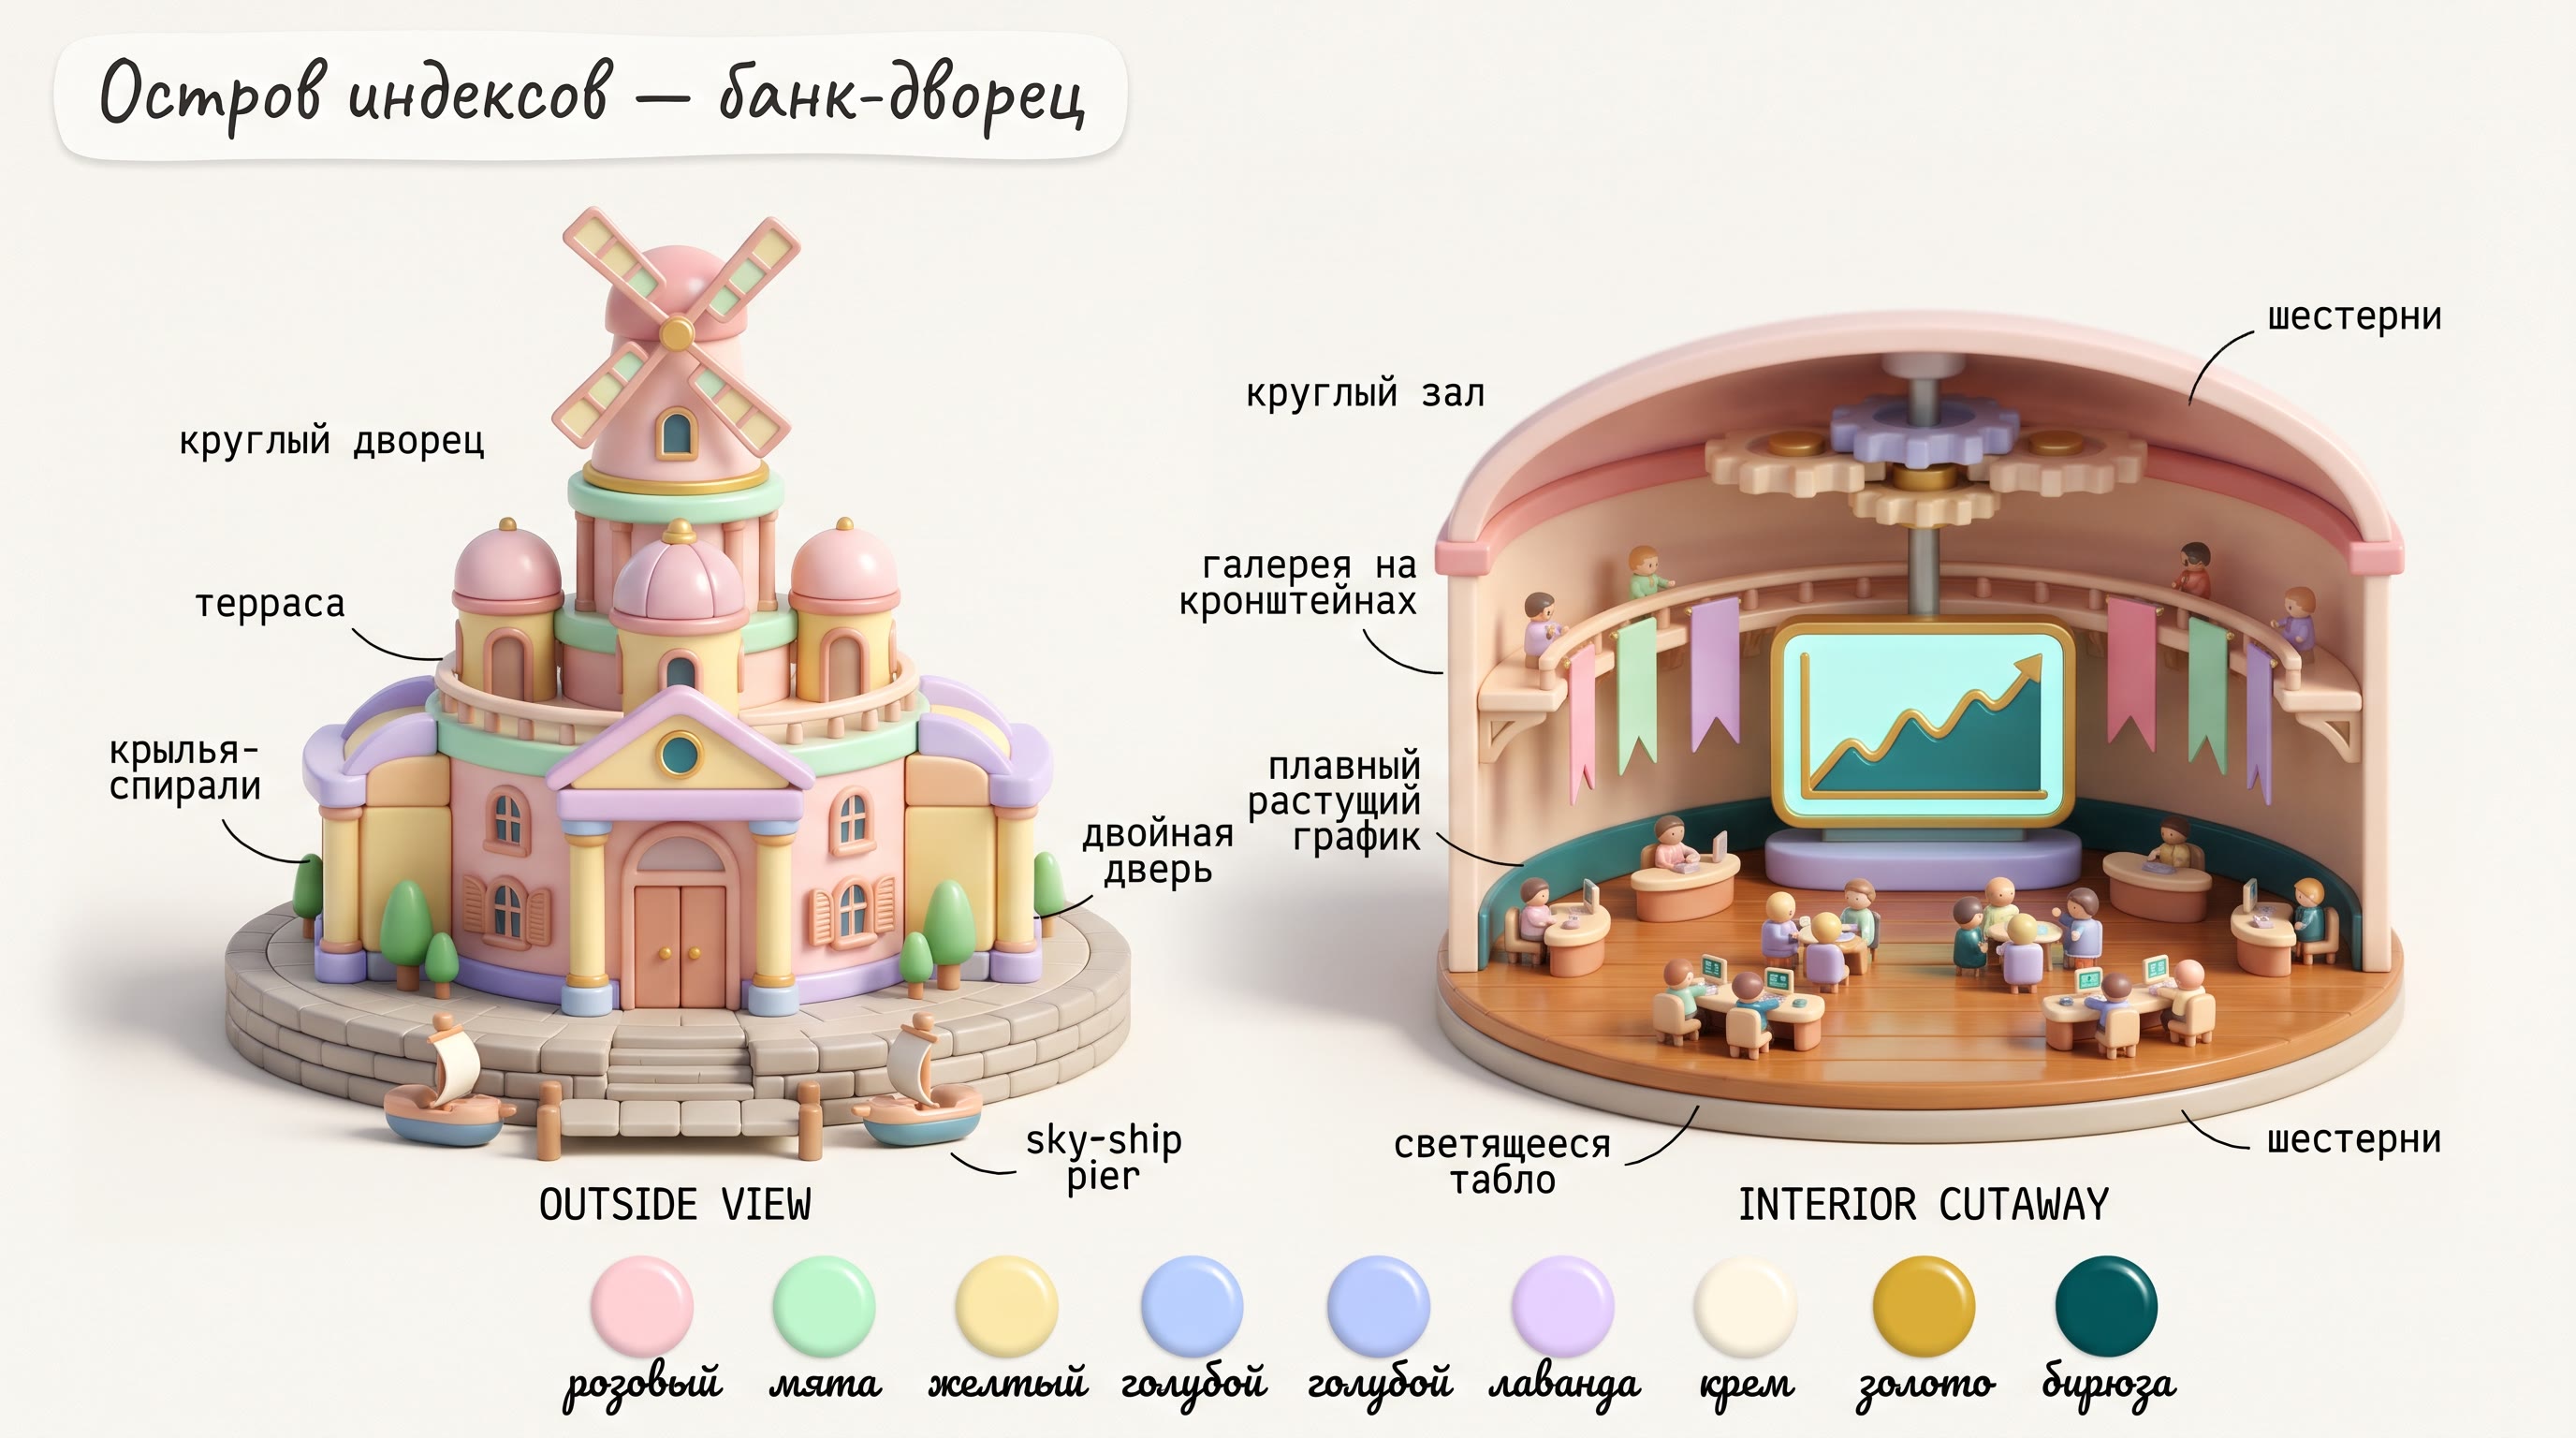 Остров индексов — банк-дворец
круглый дворец
терраса
крылья-
спирали
двойная
дверь
sky-ship
pier
OUTSIDE VIEW
круглый зал
шестерни
галерея на
кронштейнах
плавный
растущий
график
светящееся
табло
шестерни
INTERIOR CUTAWAY
розовый
мята
желтый
голубой
голубой
лаванда
крем
золото
бирюза